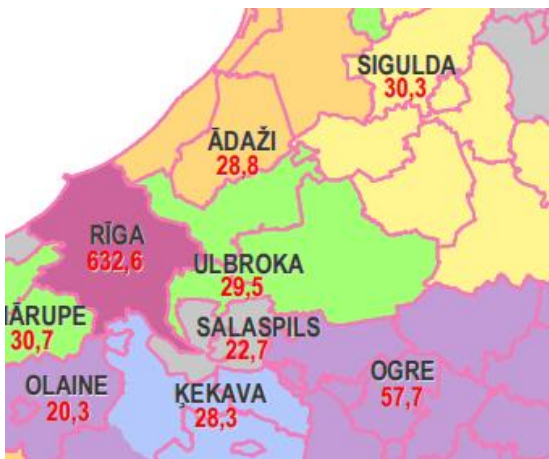 SIGULDA
30,3
ĀDAŽI
28,8
RĪGA
632,6
ULBROKA
29,5
MĀRUPE
30,7
SALASPILS
22,7
OLAINE
20,3
ĶEKAVA
28,3
OGRE
57,7